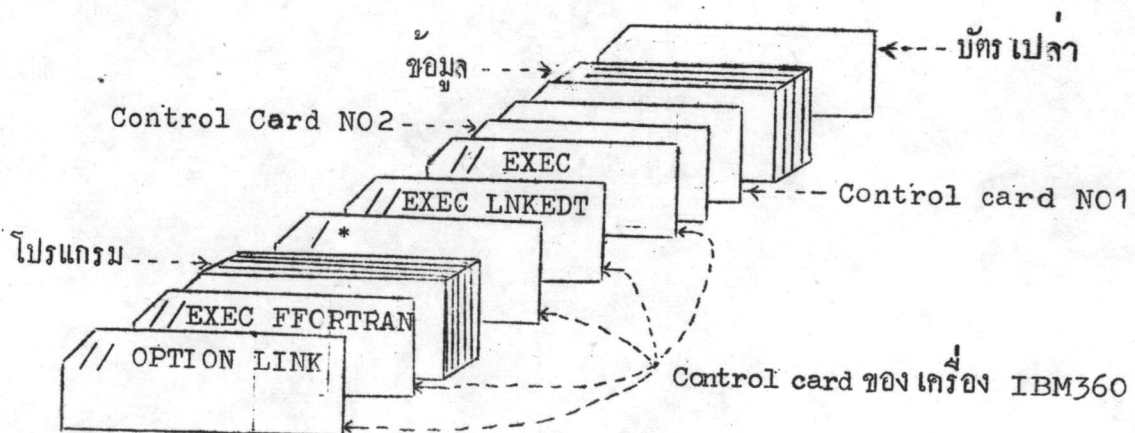 บัตรเปล่า
ข้อมูล
Control Card NO2
// EXEC
Control card NO1
//EXEC LNKEDT
/ *
โปรแกรม
//EXEC FFORTRAN
// OPTION LINK
Control card ของเครื่อง IBM360